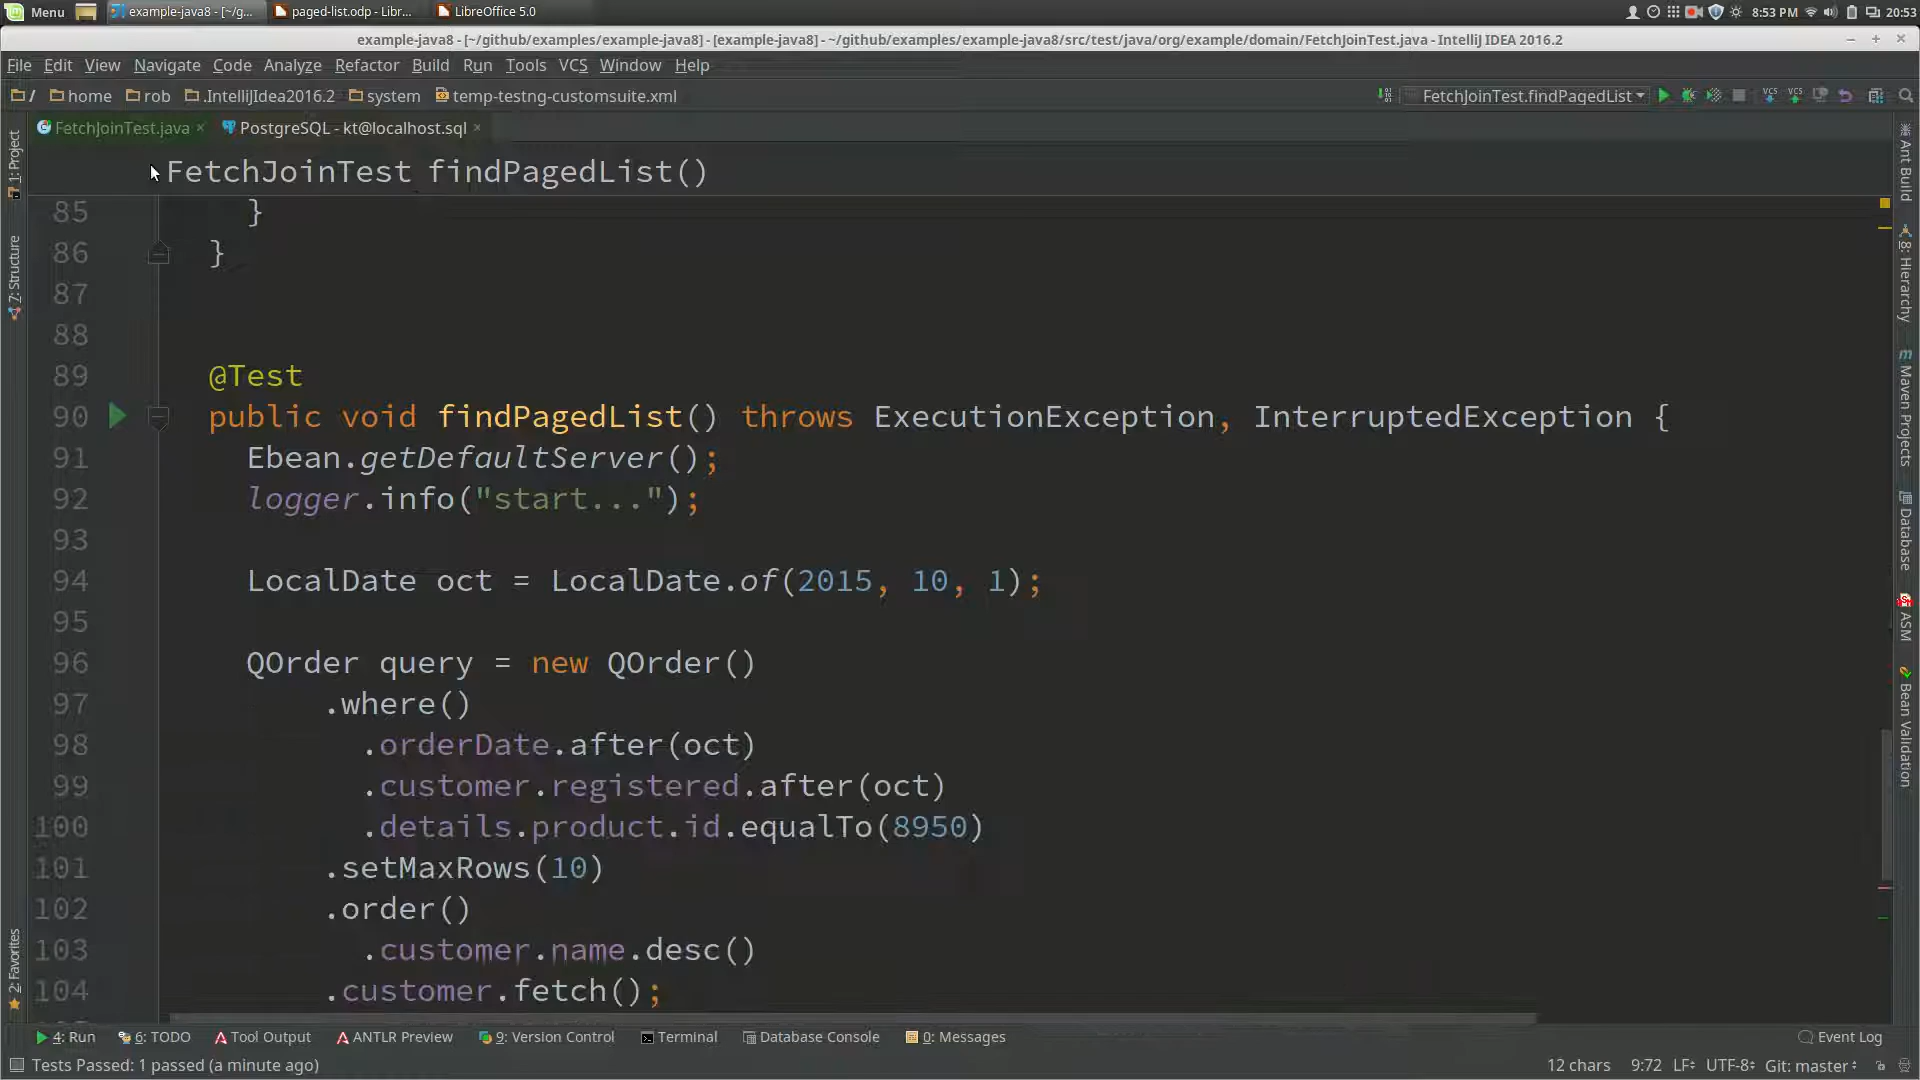 Menu example-java8 - [~/g... paged-list.odp - Libr... LibreOffice 5.0 8:53 PM 20:53
example-java8 - [~/github/examples/example-java8] - [example-java8] - ~/github/examples/example-java8/src/test/java/org/example/domain/FetchJoinTest.java - IntelliJ IDEA 2016.2
File Edit View Navigate Code Analyze Refactor Build Run Tools VCS Window Help
/ home rob .IntelliJIdea2016.2 system temp-testng-customsuite.xml FetchJoinTest.findPagedList VCS VCS
FetchJoinTest.java PostgreSQL - kt@localhost.sql
FetchJoinTest findPagedList()
85 }
86 }
87
88
89 @Test
90 public void findPagedList() throws ExecutionException, InterruptedException {
91 Ebean.getDefaultServer();
92 logger.info("start...");
93
94 LocalDate oct = LocalDate.of(2015, 10, 1);
95
96 QOrder query = new QOrder()
97 .where()
98 .orderDate.after(oct)
99 .customer.registered.after(oct)
100 .details.product.id.equalTo(8950)
101 .setMaxRows(10)
102 .order()
103 .customer.name.desc()
104 .customer.fetch();
1: Project
7: Structure
2: Favorites
Ant Build
8: Hierarchy
m Maven Projects
Database
ASM
Bean Validation
4: Run 6: TODO Tool Output ANTLR Preview 9: Version Control Terminal Database Console 0: Messages Event Log
Tests Passed: 1 passed (a minute ago) 12 chars 9:72 LF÷ UTF-8÷ Git: master÷